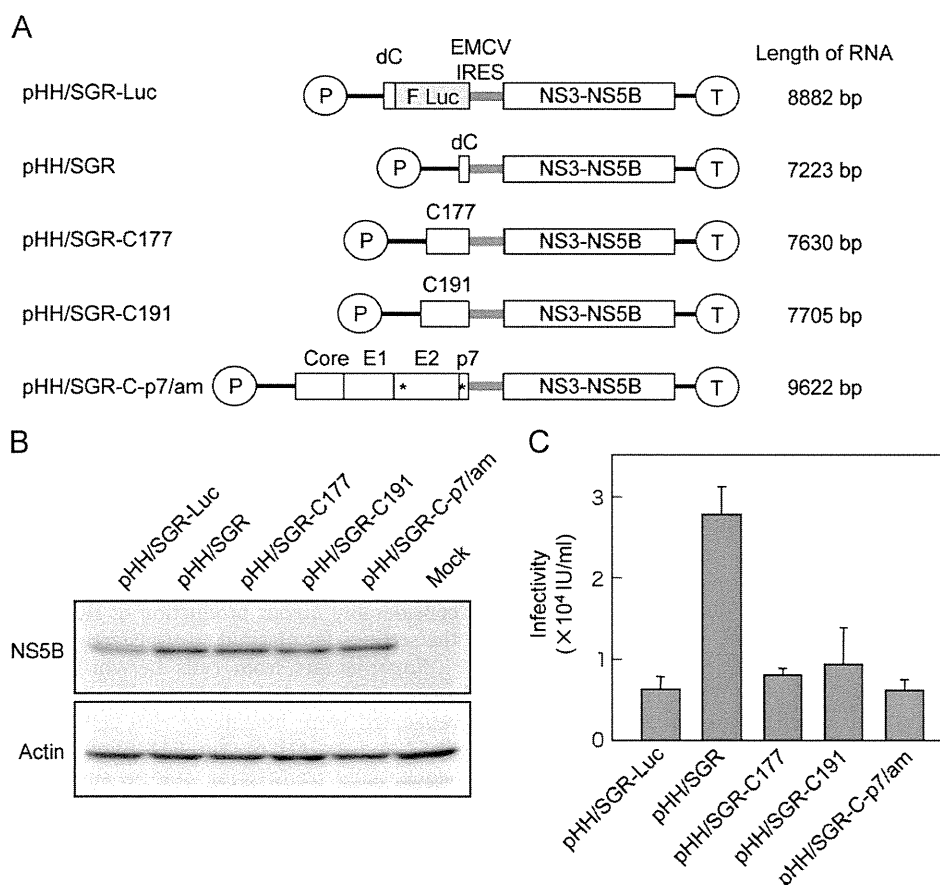 A
Length of RNA
pHH/SGR-Luc
P
dC
F Luc
EMCV
IRES
NS3-NS5B
T
8882 bp
pHH/SGR
P
dC
NS3-NS5B
T
7223 bp
pHH/SGR-C177
P
C177
NS3-NS5B
T
7630 bp
pHH/SGR-C191
P
C191
NS3-NS5B
T
7705 bp
pHH/SGR-C-p7/am
P
Core
E1
E2
p7
*
*
NS3-NS5B
T
9622 bp
B
pHH/SGR-Luc
pHH/SGR
pHH/SGR-C177
pHH/SGR-C191
pHH/SGR-C-p7/am
Mock
NS5B
Actin
C
Infectivity
(×10⁴ IU/ml)
3
2
1
0
pHH/SGR-Luc
pHH/SGR
pHH/SGR-C177
pHH/SGR-C191
pHH/SGR-C-p7/am